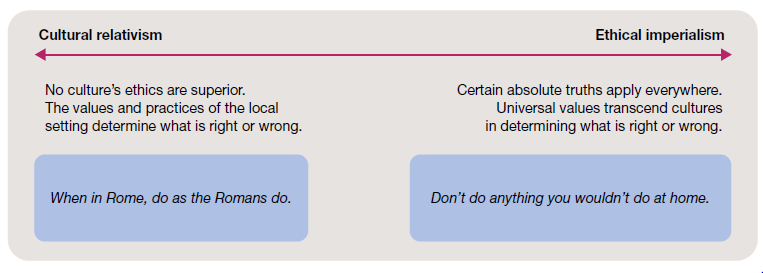 Cultural relativism
Ethical imperialism
No culture's ethics are superior.
The values and practices of the local
setting determine what is right or wrong.
Certain absolute truths apply everywhere.
Universal values transcend cultures
in determining what is right or wrong.
When in Rome, do as the Romans do.
Don't do anything you wouldn't do at home.